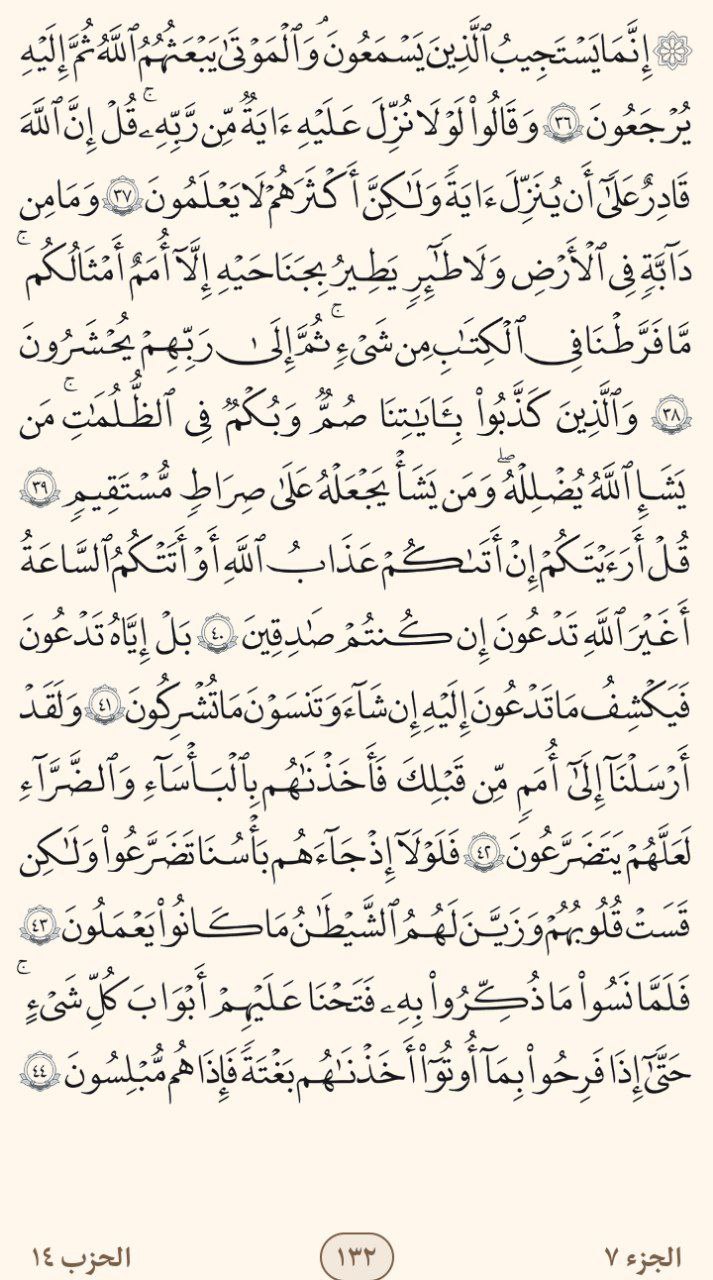 ۞ إِنَّمَا يَسْتَجِيبُ ٱلَّذِينَ يَسْمَعُونَۘ وَٱلْمَوْتَىٰ يَبْعَثُهُمُ ٱللَّهُ ثُمَّ إِلَيْهِ
يُرْجَعُونَ ٣٦ وَقَالُوا۟ لَوْلَا نُزِّلَ عَلَيْهِ ءَايَةٌ مِّن رَّبِّهِۦۚ قُلْ إِنَّ ٱللَّهَ
قَادِرٌ عَلَىٰٓ أَن يُنَزِّلَ ءَايَةً وَلَـٰكِنَّ أَكْثَرَهُمْ لَا يَعْلَمُونَ ٣٧ وَمَا مِن
دَآبَّةٍ فِى ٱلْأَرْضِ وَلَا طَـٰٓئِرٍ يَطِيرُ بِجَنَاحَيْهِ إِلَّآ أُمَمٌ أَمْثَالُكُمۚ
مَّا فَرَّطْنَا فِى ٱلْكِتَـٰبِ مِن شَىْءٍۚ ثُمَّ إِلَىٰ رَبِّهِمْ يُحْشَرُونَ
٣٨ وَٱلَّذِينَ كَذَّبُوا۟ بِـَٔايَـٰتِنَا صُمٌّ وَبُكْمٌ فِى ٱلظُّلُمَـٰتِۚ مَن
يَشَإِ ٱللَّهُ يُضْلِلْهُۖ وَمَن يَشَأْ يَجْعَلْهُ عَلَىٰ صِرَٰطٍ مُّسْتَقِيمٍ ٣٩
قُلْ أَرَءَيْتَكُمْ إِنْ أَتَىٰكُمْ عَذَابُ ٱللَّهِ أَوْ أَتَتْكُمُ ٱلسَّاعَةُ
أَغَيْرَ ٱللَّهِ تَدْعُونَ إِن كُنتُمْ صَـٰدِقِينَ ٤٠ بَلْ إِيَّاهُ تَدْعُونَ
فَيَكْشِفُ مَا تَدْعُونَ إِلَيْهِ إِن شَآءَ وَتَنسَوْنَ مَا تُشْرِكُونَ ٤١ وَلَقَدْ
أَرْسَلْنَآ إِلَىٰٓ أُمَمٍ مِّن قَبْلِكَ فَأَخَذْنَـٰهُم بِٱلْبَأْسَآءِ وَٱلضَّرَّآءِ
لَعَلَّهُمْ يَتَضَرَّعُونَ ٤٢ فَلَوْلَآ إِذْ جَآءَهُم بَأْسُنَا تَضَرَّعُوا۟ وَلَـٰكِن
قَسَتْ قُلُوبُهُمْ وَزَيَّنَ لَهُمُ ٱلشَّيْطَـٰنُ مَا كَانُوا۟ يَعْمَلُونَ ٤٣
فَلَمَّا نَسُوا۟ مَا ذُكِّرُوا۟ بِهِۦ فَتَحْنَا عَلَيْهِمْ أَبْوَٰبَ كُلِّ شَىْءٍۚ
حَتَّىٰٓ إِذَا فَرِحُوا۟ بِمَآ أُوتُوٓا۟ أَخَذْنَـٰهُم بَغْتَةً فَإِذَا هُم مُّبْلِسُونَ ٤٤
الجزء ٧ ١٣٢ الحزب ١٤